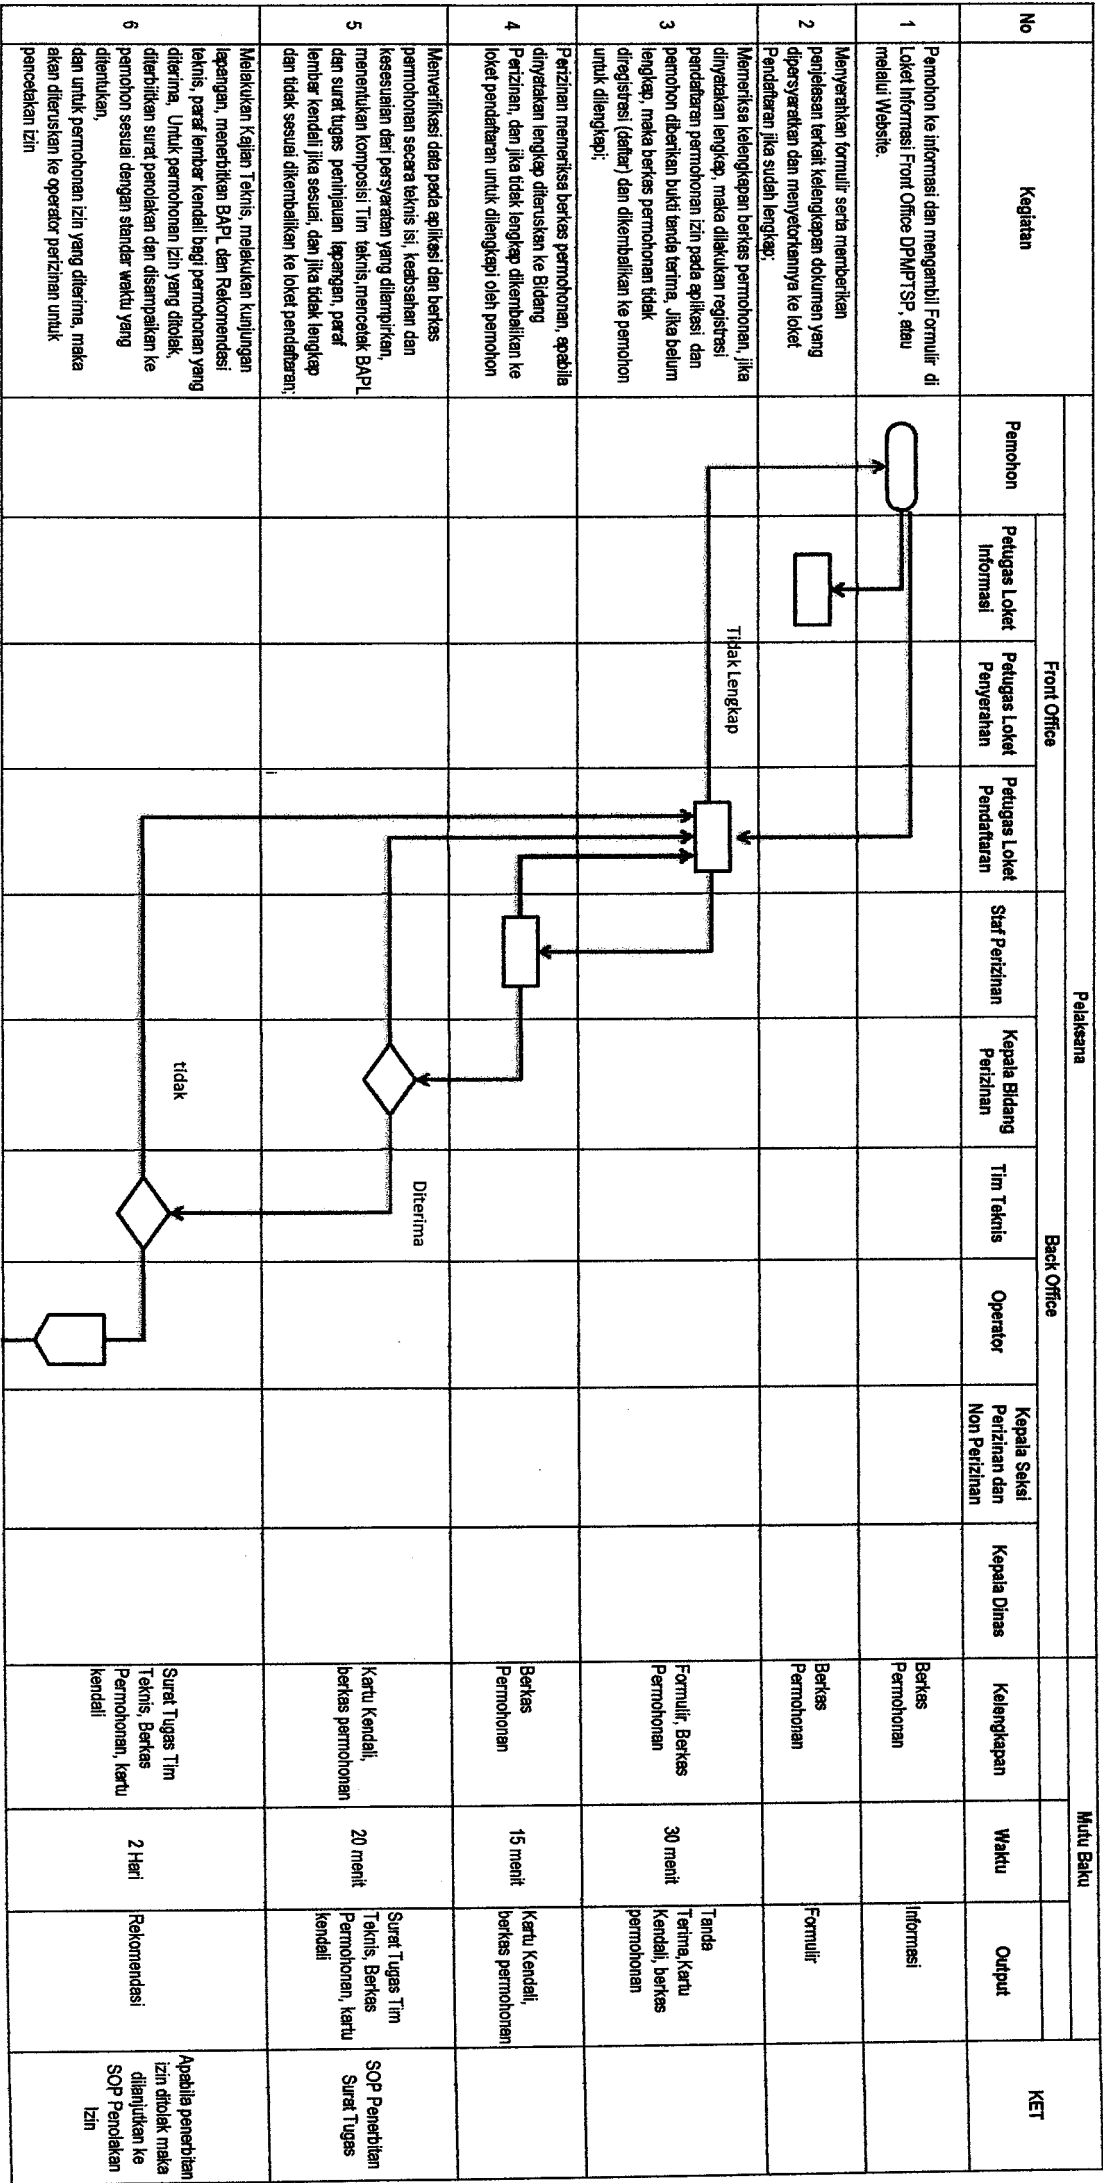 No
Kegiatan
Pelaksana
Mutu Baku
KET
Front Office
Back Office
Pemohon
Petugas Loket
Informasi
Petugas Loket
Penyerahan
Petugas Loket
Pendaftaran
Staf Perizinan
Kepala Bidang
Perizinan
Tim Teknis
Operator
Kepala Seksi
Perizinan dan
Non Perizinan
Kepala Dinas
Kelengkapan
Waktu
Output
1
Pemohon ke informasi dan mengambil Formulir di
Loket Informasi Front Office DPMPTSP, atau
melalui Website.
Berkas
Permohonan
Informasi
2
Menyerahkan formulir serta memberikan
penjelasan terkait kelengkapan dokumen yang
dipersyaratkan dan menyetorkannya ke loket
Pendaftaran jika sudah lengkap;
Berkas
Permohonan
Formulir
3
Memeriksa kelengkapan berkas permohonan, jika
dinyatakan lengkap, maka dilakukan registrasi
pendaftaran permohonan izin pada aplikasi dan
pemohon diberikan bukti tanda terima, Jika belum
lengkap, maka berkas permohonan tidak
diregistrasi (daftar) dan dikembalikan ke pemohon
untuk dilengkapi;
Tidak Lengkap
Formulir, Berkas
Permohonan
30 menit
Tanda
Terima,Kartu
Kendali, berkas
permohonan
4
Perizinan memeriksa berkas permohonan, apabila
dinyatakan lengkap diteruskan ke Bidang
Perizinan, dan jika tidak lengkap dikembalikan ke
loket pendaftaran untuk dilengkapi oleh pemohon
Berkas
Permohonan
15 menit
Kartu Kendali,
berkas permohonan
5
Menverifikasi data pada aplikasi dan berkas
permohonan secara teknis isi, keabsahan dan
kesesuaian dari persyaratan yang dilampirkan,
menentukan komposisi Tim teknis,mencetak BAPL
dan surat tugas peninjauan lapangan, paraf
lembar kendali jika sesuai, dan jika tidak lengkap
dan tidak sesuai dikembalikan ke loket pendaftaran;
Diterima
Kartu Kendali,
berkas permohonan
20 menit
Surat Tugas Tim
Teknis, Berkas
Permohonan, kartu
kendali
SOP Penerbitan
Surat Tugas
6
Melakukan Kajian Teknis, melakukan kunjungan
lapangan, menerbitkan BAPL dan Rekomendasi
teknis, paraf lembar kendali bagi permohonan yang
diterima, Untuk permohonan izin yang ditolak,
diterbitkan surat penolakan dan disampaikan ke
pemohon sesuai dengan standar waktu yang
ditentukan,
dan untuk permohonan izin yang diterima, maka
akan diteruskan ke operator perizinan untuk
pencetakan izin
tidak
Surat Tugas Tim
Teknis, Berkas
Permohonan, kartu
kendali
2 Hari
Rekomendasi
Apabila penerbitan
izin ditolak maka
dilanjutkan ke
SOP Penolakan
Izin